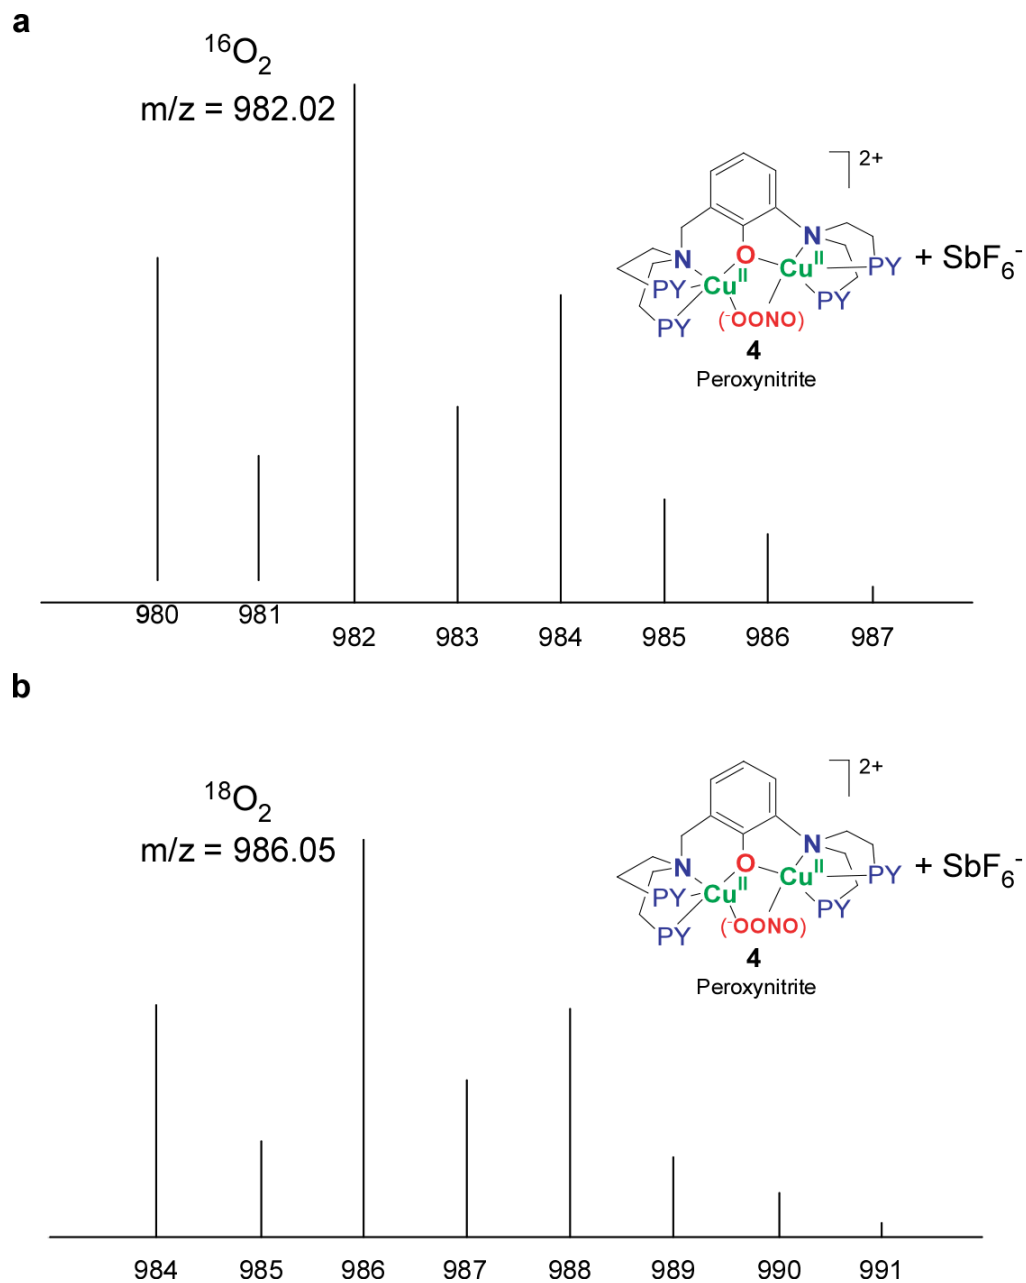 a
16O2
m/z = 982.02
2+
N
O
N
Cu II
Cu II
PY
PY
PY
PY
(-OONO)
+ SbF6-
4
Peroxynitrite
980 981 982 983 984 985 986 987
b
18O2
m/z = 986.05
2+
N
O
N
Cu II
Cu II
PY
PY
PY
PY
(-OONO)
+ SbF6-
4
Peroxynitrite
984 985 986 987 988 989 990 991